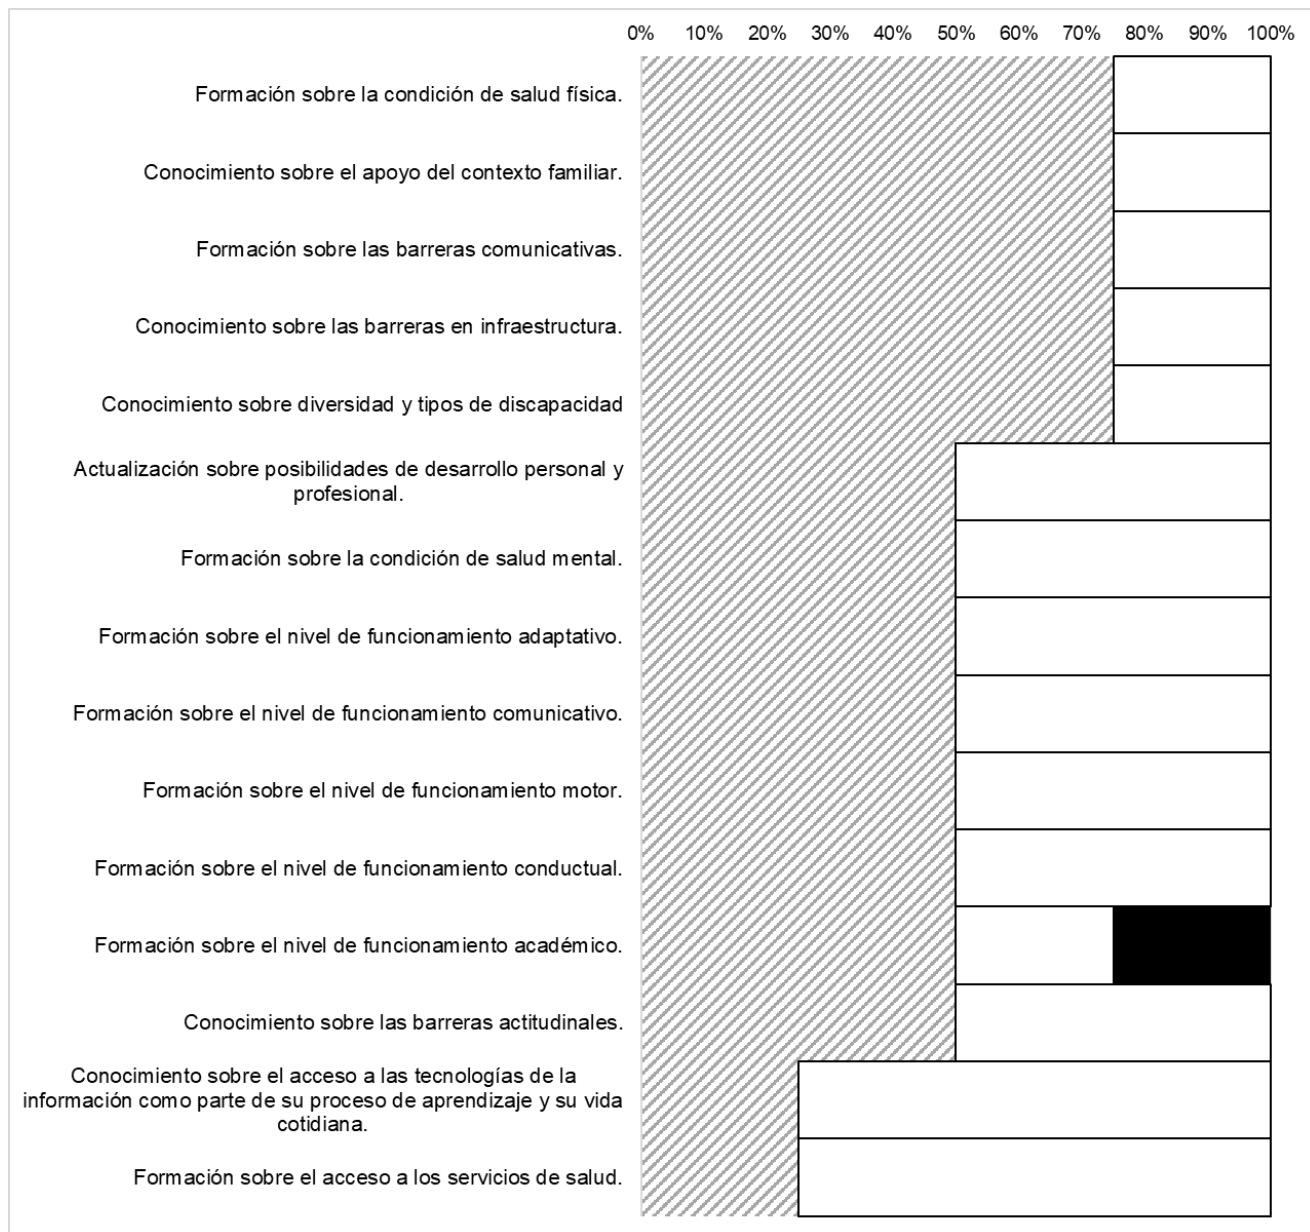 0% 10% 20% 30% 40% 50% 60% 70% 80% 90% 100%
Formación sobre la condición de salud física.
Conocimiento sobre el apoyo del contexto familiar.
Formación sobre las barreras comunicativas.
Conocimiento sobre las barreras en infraestructura.
Conocimiento sobre diversidad y tipos de discapacidad
Actualización sobre posibilidades de desarrollo personal y
profesional.
Formación sobre la condición de salud mental.
Formación sobre el nivel de funcionamiento adaptativo.
Formación sobre el nivel de funcionamiento comunicativo.
Formación sobre el nivel de funcionamiento motor.
Formación sobre el nivel de funcionamiento conductual.
Formación sobre el nivel de funcionamiento académico.
Conocimiento sobre las barreras actitudinales.
Conocimiento sobre el acceso a las tecnologías de la
información como parte de su proceso de aprendizaje y su vida
cotidiana.
Formación sobre el acceso a los servicios de salud.